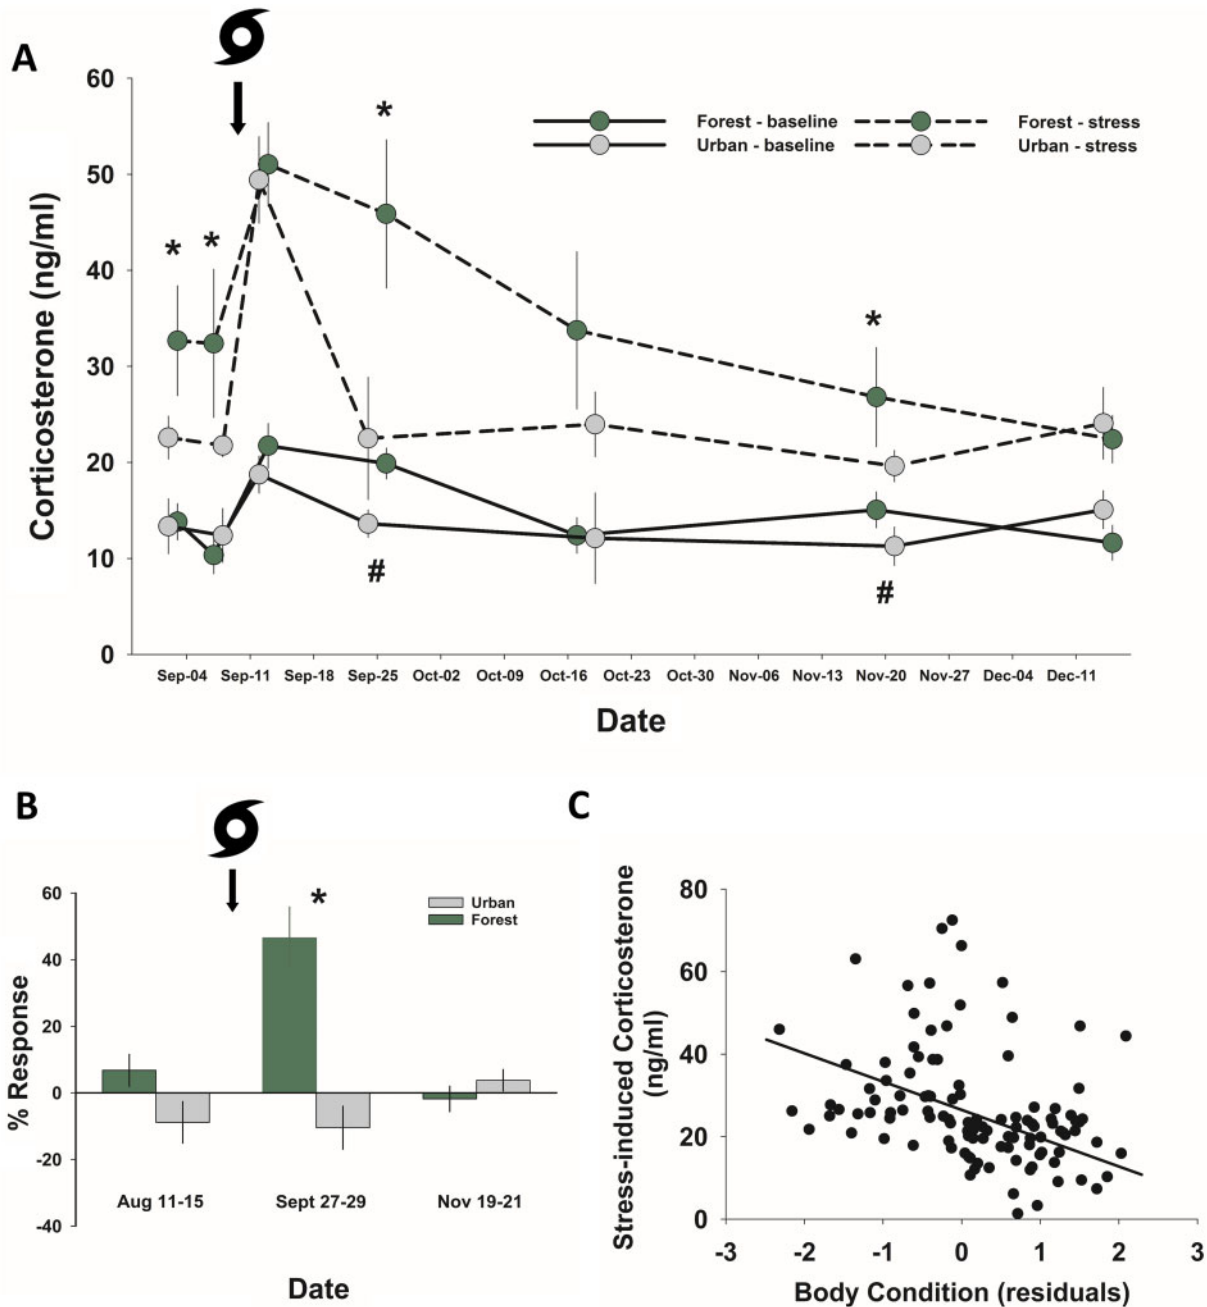 A
60
50
40
30
20
10
0
Corticosterone (ng/ml)
Forest - baseline
Urban - baseline
Forest - stress
Urban - stress
*
*
*
*
#
#
Sep-04 Sep-11 Sep-18 Sep-25 Oct-02 Oct-09 Oct-16 Oct-23 Oct-30 Nov-06 Nov-13 Nov-20 Nov-27 Dec-04 Dec-11
Date
B
60
40
20
0
-20
-40
% Response
*
Urban
Forest
Aug 11-15 Sept 27-29 Nov 19-21
Date
C
80
60
40
20
0
Stress-induced Corticosterone
(ng/ml)
-3 -2 -1 0 1 2 3
Body Condition (residuals)